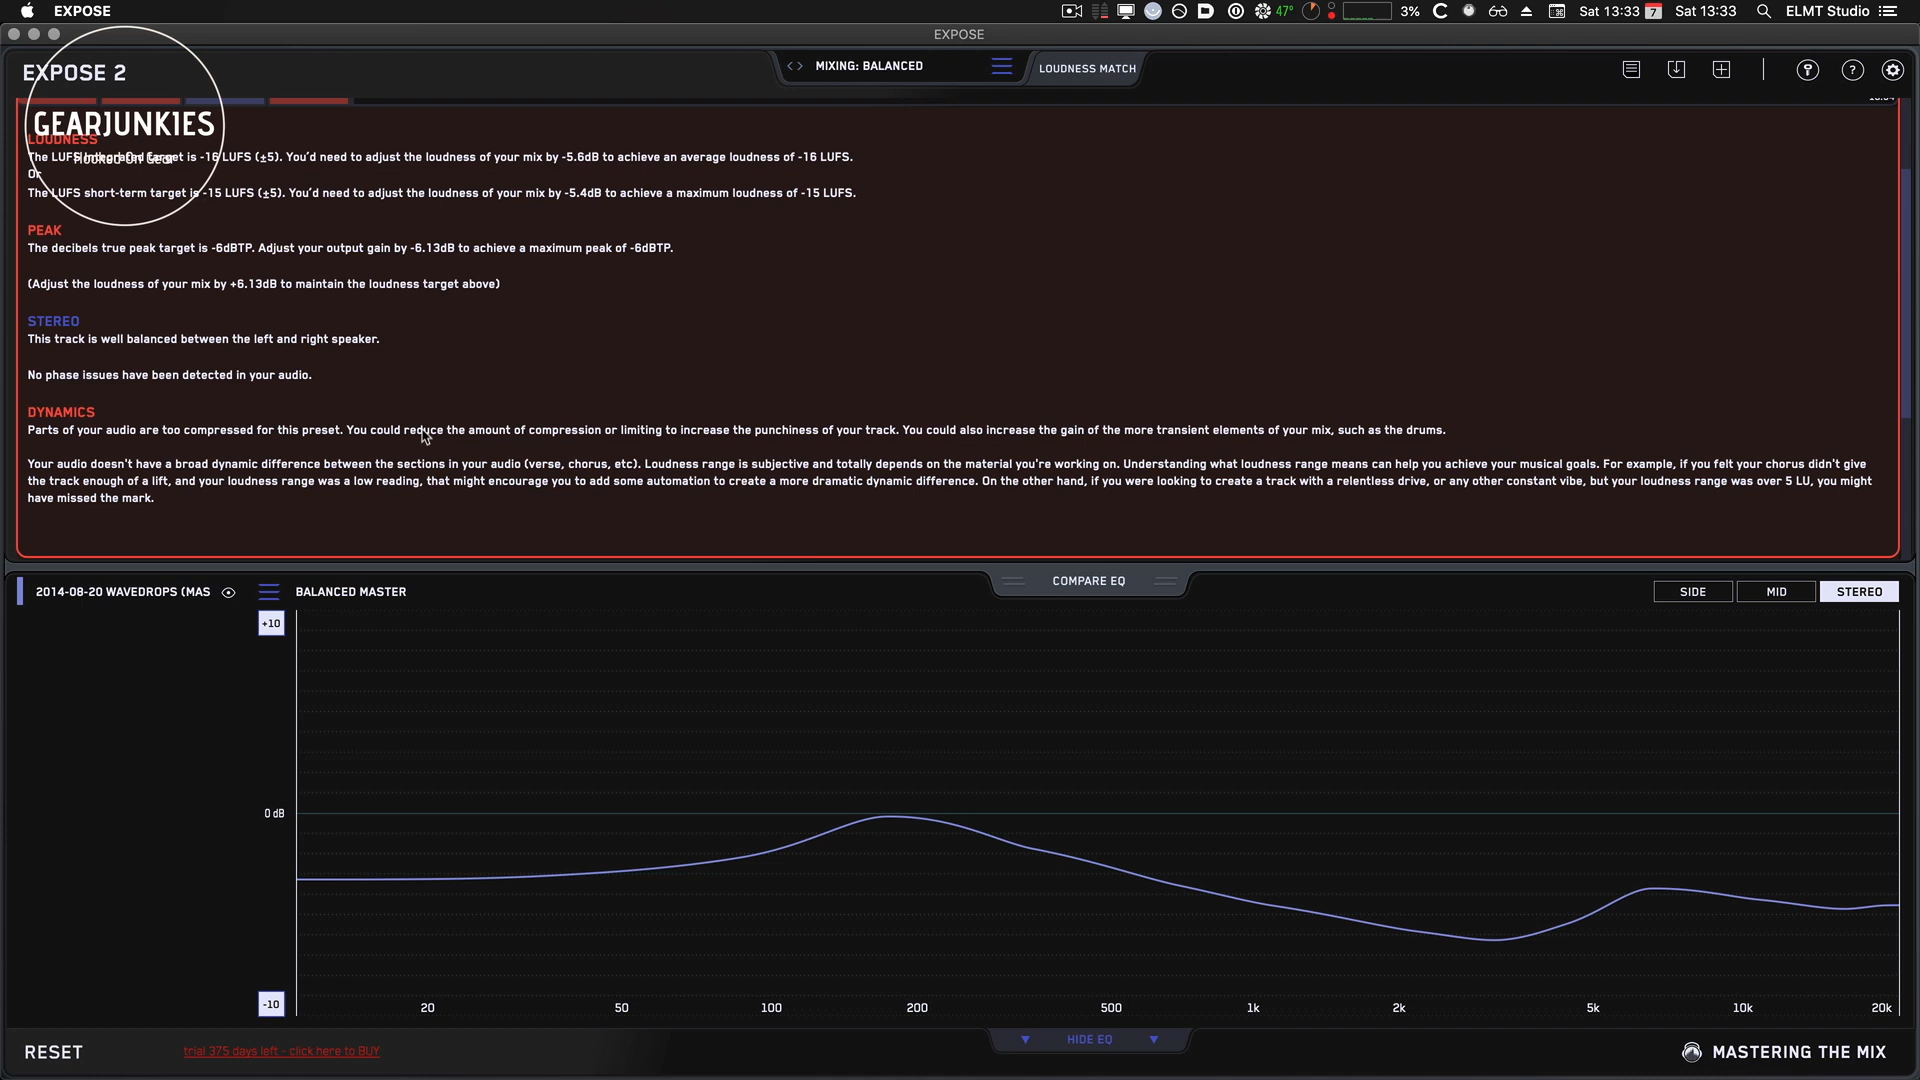 EXPOSE
47°
3%
Sat 13:33
7
Sat 13:33
ELMT Studio
EXPOSE
EXPOSE 2
MIXING: BALANCED
LOUDNESS MATCH
GEARJUNKIES
Hooked On Gear
LOUDNESS
The LUFS Integrated target is -16 LUFS (±5). You'd need to adjust the loudness of your mix by -5.6dB to achieve an average loudness of -16 LUFS.
Or
The LUFS short-term target is -15 LUFS (±5). You'd need to adjust the loudness of your mix by -5.4dB to achieve a maximum loudness of -15 LUFS.
PEAK
The decibels true peak target is -6dBTP. Adjust your output gain by -6.13dB to achieve a maximum peak of -6dBTP.
(Adjust the loudness of your mix by +6.13dB to maintain the loudness target above)
STEREO
This track is well balanced between the left and right speaker.
No phase issues have been detected in your audio.
DYNAMICS
Parts of your audio are too compressed for this preset. You could reduce the amount of compression or limiting to increase the punchiness of your track. You could also increase the gain of the more transient elements of your mix, such as the drums.
Your audio doesn't have a broad dynamic difference between the sections in your audio (verse, chorus, etc). Loudness range is subjective and totally depends on the material you're working on. Understanding what loudness range means can help you achieve your musical goals. For example, if you felt your chorus didn't give
the track enough of a lift, and your loudness range was a low reading, that might encourage you to add some automation to create a more dramatic dynamic difference. On the other hand, if you were looking to create a track with a relentless drive, or any other constant vibe, but your loudness range was over 5 LU, you might
have missed the mark.
COMPARE EQ
2014-08-20 WAVEDROPS (MAS
BALANCED MASTER
SIDE
MID
STEREO
+10
0 dB
-10
20
50
100
200
500
1k
2k
5k
10k
20k
HIDE EQ
RESET
trial 375 days left - click here to BUY
MASTERING THE MIX